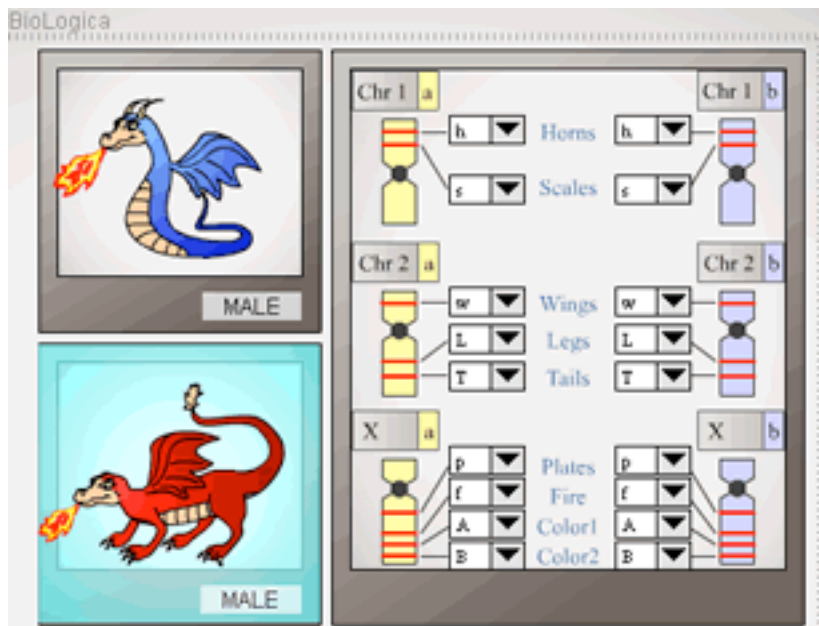 BioLogica
MALE
MALE
Chr 1 a Chr 1 b
h Horns h
s Scales s
Chr 2 a Chr 2 b
w Wings w
L Legs L
T Tails T
X a X b
p Plates p
f Fire f
A Color1 A
B Color2 B